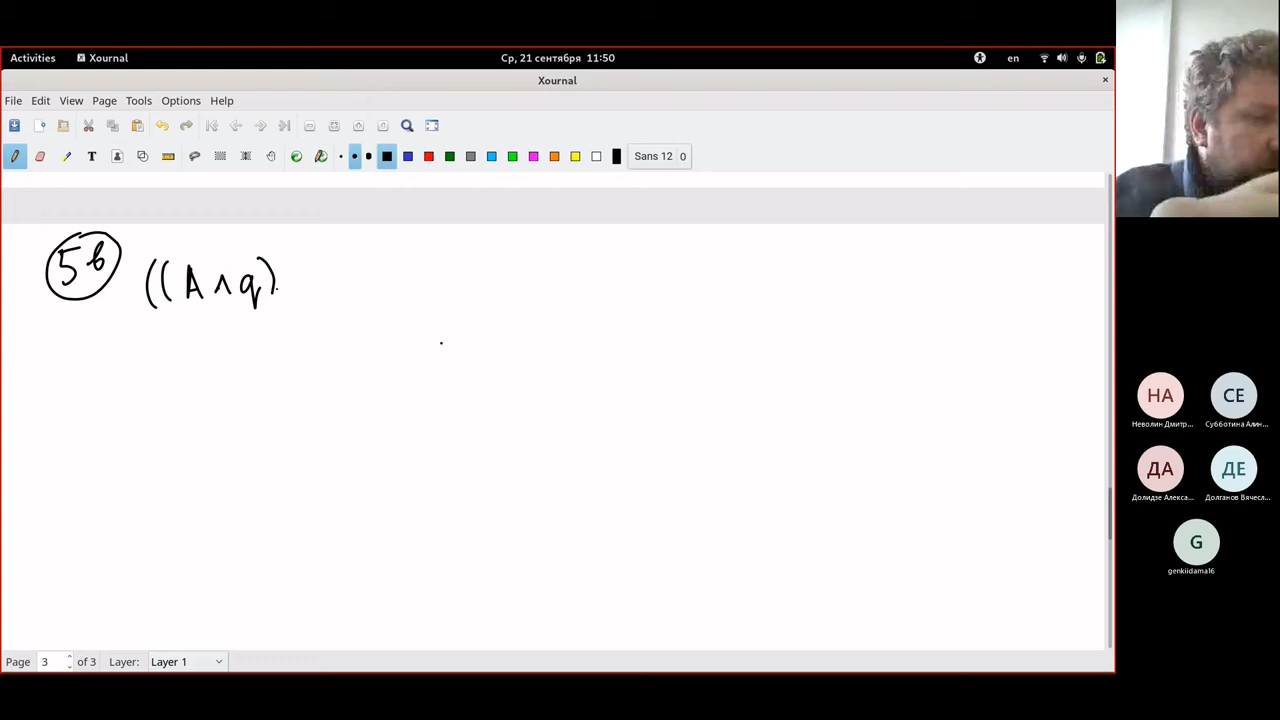 Activities Xournal Ср, 21 сентября 11:50 en
Xournal ×
File Edit View Page Tools Options Help
T Sans 12 0
5в ((A ∧ q)
Page 3 of 3 Layer: Layer 1
НА СЕ
Неволин Дмитр... Субботина Алин...
ДА ДЕ
Долидзе Алекса... Долганов Вячесл...
G
genkiidama16